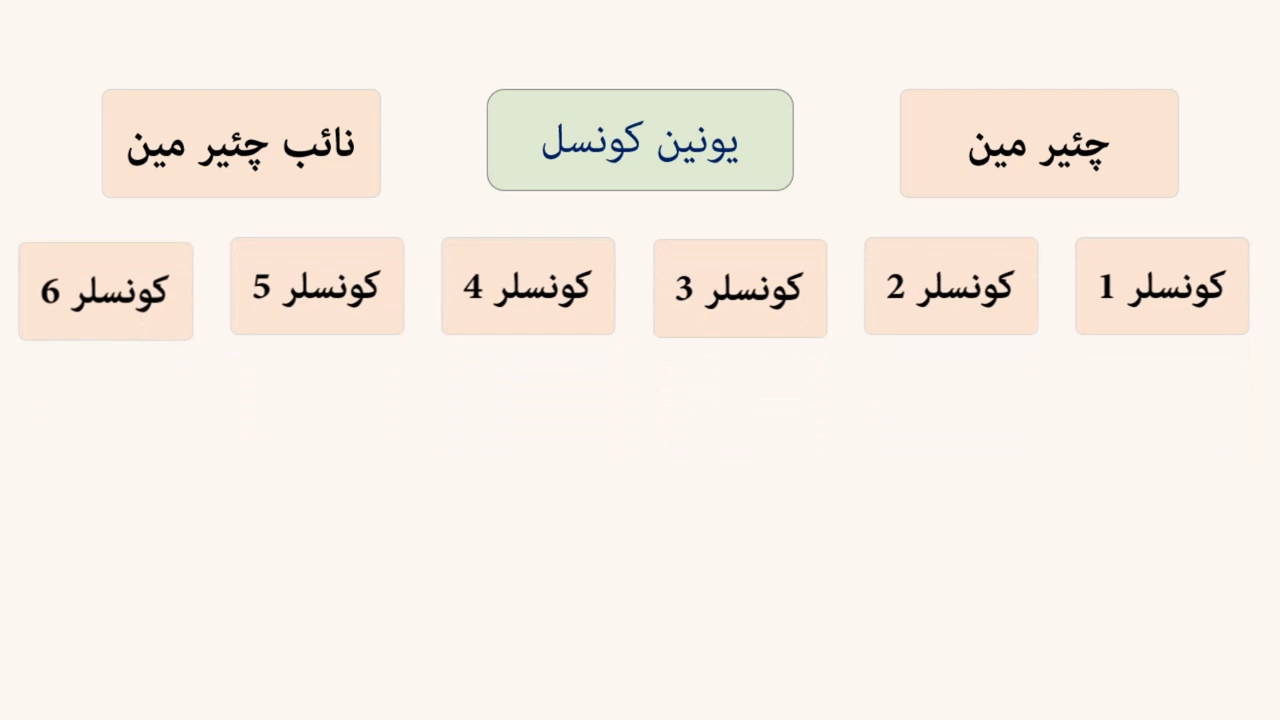 چئیر مین
یونین کونسل
نائب چئیر مین
کونسلر 1
کونسلر 2
کونسلر 3
کونسلر 4
کونسلر 5
کونسلر 6